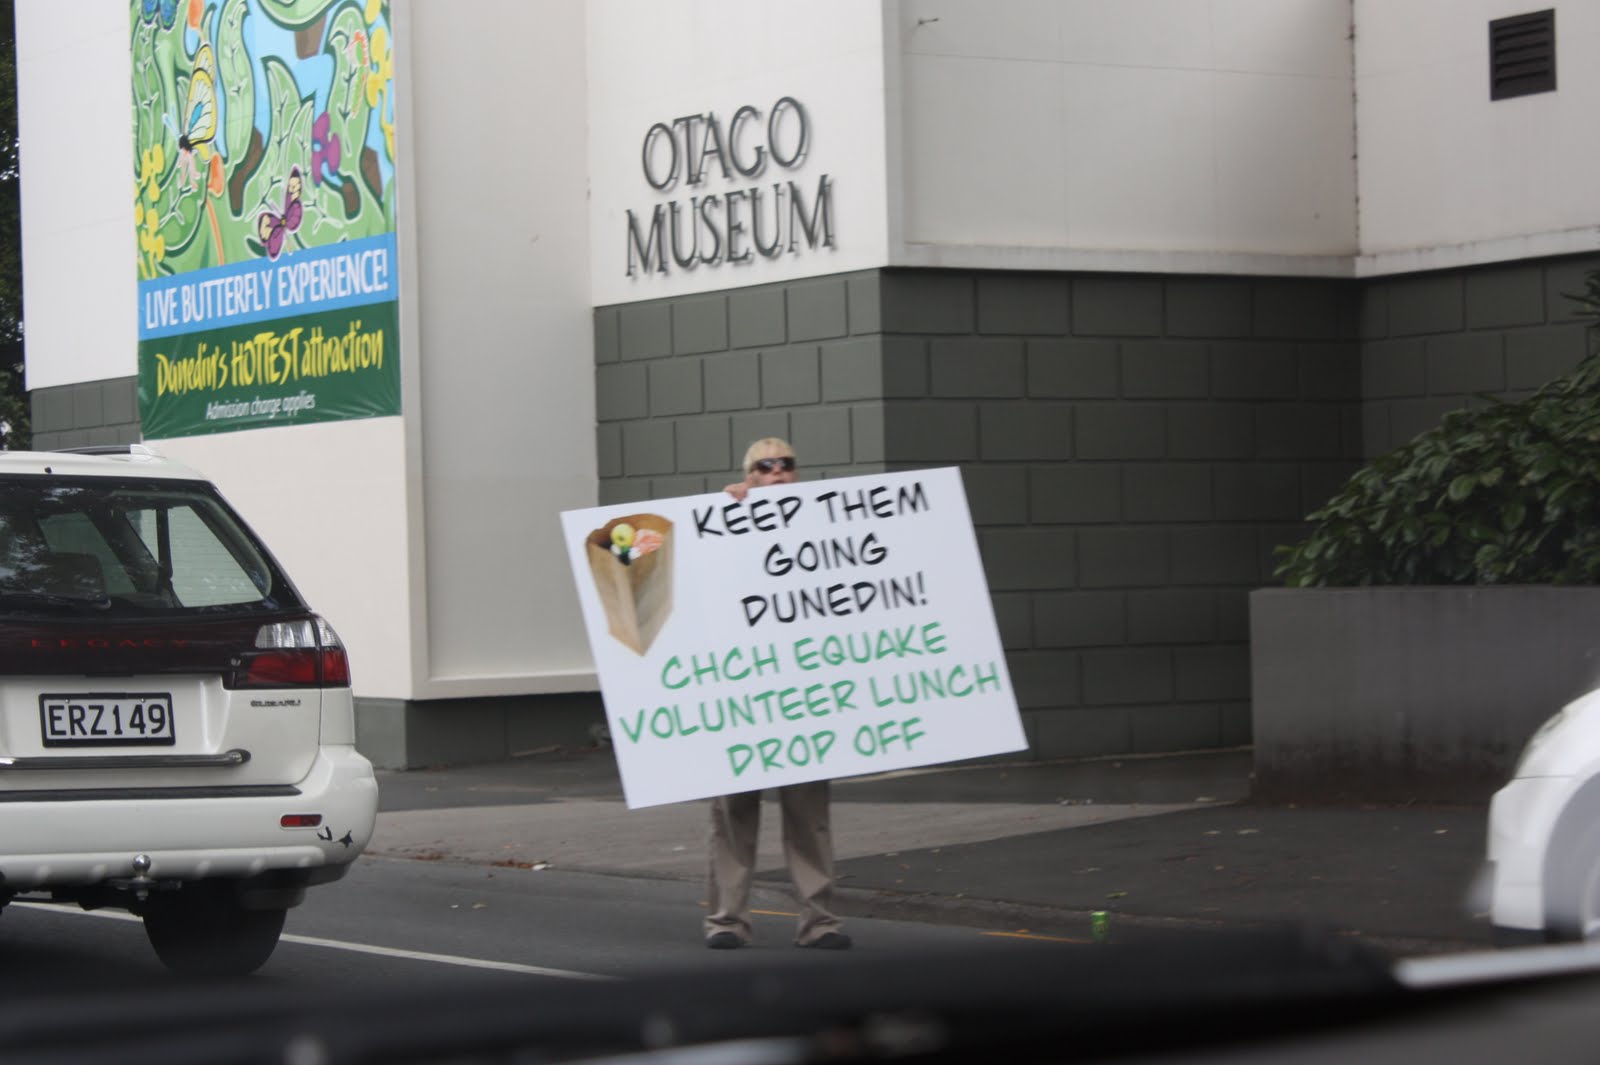 LIVE BUTTERFLY EXPERIENCE!
Dunedin's HOTTEST attraction
Admission charge applies
OTAGO
MUSEUM
KEEP THEM
GOING
DUNEDIN!
CHCH EQUAKE
VOLUNTEER LUNCH
DROP OFF
LEGACY
ERZ149
SUBARU